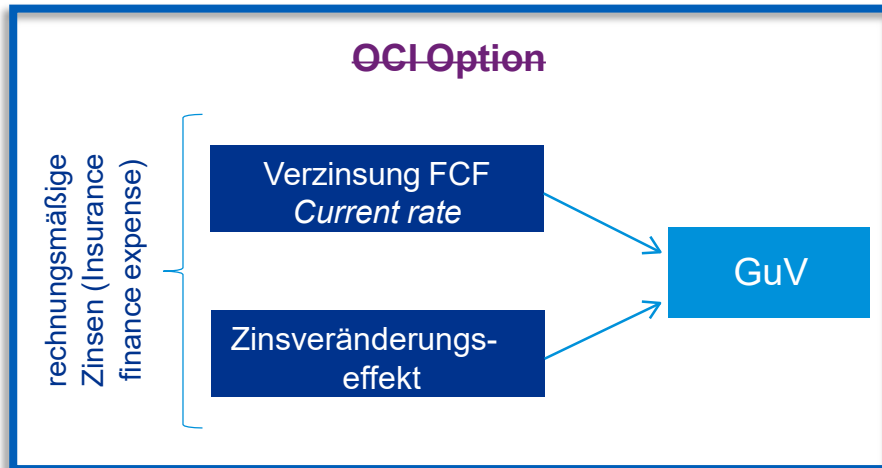 OCI Option
rechnungsmäßige
Zinsen (Insurance
finance expense)
Verzinsung FCF
Current rate
Zinsveränderungs-
effekt
GuV